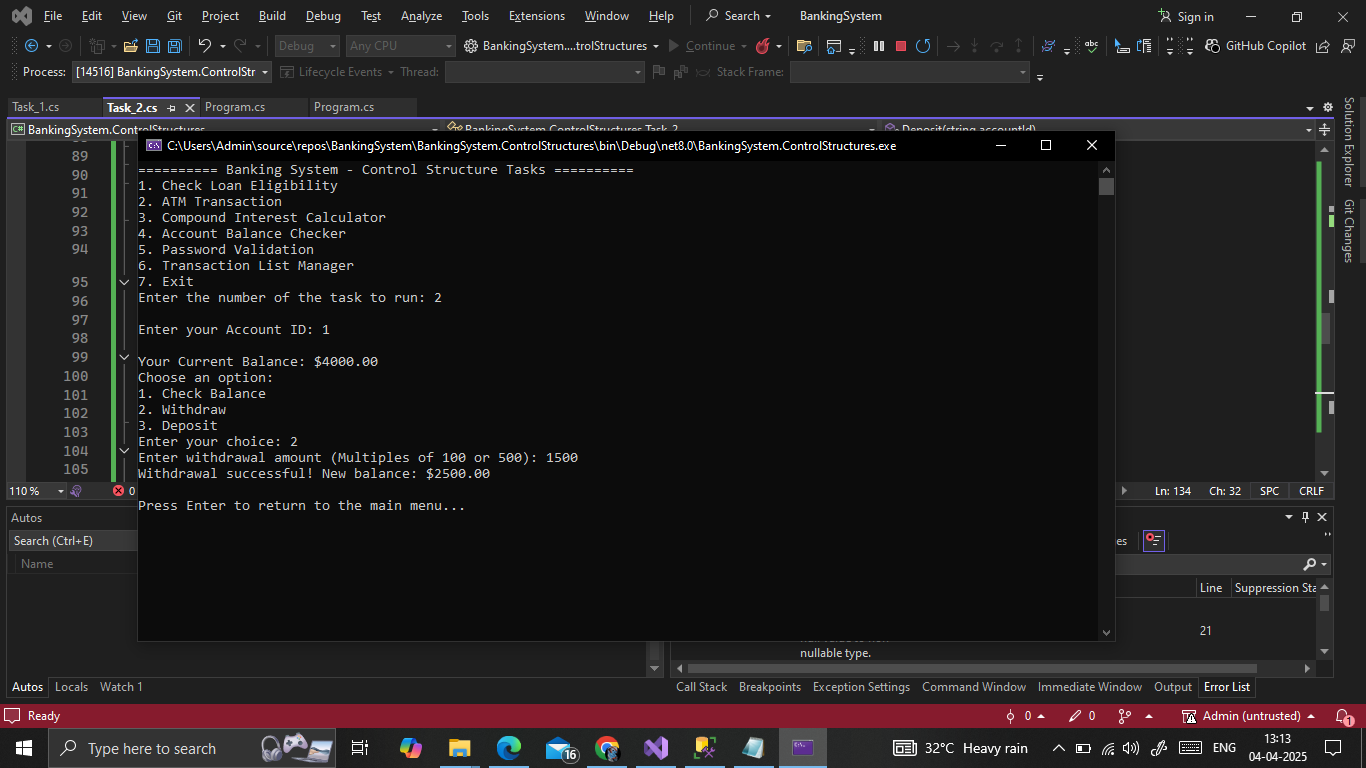 File Edit View Git Project Build Debug Test Analyze Tools Extensions Window Help Search BankingSystem Sign in
Debug Any CPU BankingSystem....trolStructures Continue GitHub Copilot
Process: [14516] BankingSystem.ControlStr Lifecycle Events Thread: Stack Frame:
Task_1.cs Task_2.cs Program.cs Program.cs
C# BankingSystem.ControlStructures BankingSystem.ControlStructures.Task_2 Deposit(string accountId)
C:\Users\Admin\source\repos\BankingSystem\BankingSystem.ControlStructures\bin\Debug\net8.0\BankingSystem.ControlStructures.exe
========== Banking System - Control Structure Tasks ==========
1. Check Loan Eligibility
2. ATM Transaction
3. Compound Interest Calculator
4. Account Balance Checker
5. Password Validation
6. Transaction List Manager
7. Exit
Enter the number of the task to run: 2
Enter your Account ID: 1
Your Current Balance: $4000.00
Choose an option:
1. Check Balance
2. Withdraw
3. Deposit
Enter your choice: 2
Enter withdrawal amount (Multiples of 100 or 500): 1500
Withdrawal successful! New balance: $2500.00
Press Enter to return to the main menu...
89
90
91
92
93
94
95
96
97
98
99
100
101
102
103
104
105
Solution Explorer
Git Changes
110 % 0 Ln: 134 Ch: 32 SPC CRLF
Autos
Search (Ctrl+E)
Name
Line Suppression Sta
21
nullable type.
Autos Locals Watch 1 Call Stack Breakpoints Exception Settings Command Window Immediate Window Output Error List
Ready 0 0 Admin (untrusted) 1
Type here to search 16 32°C Heavy rain ENG 13:13
04-04-2025